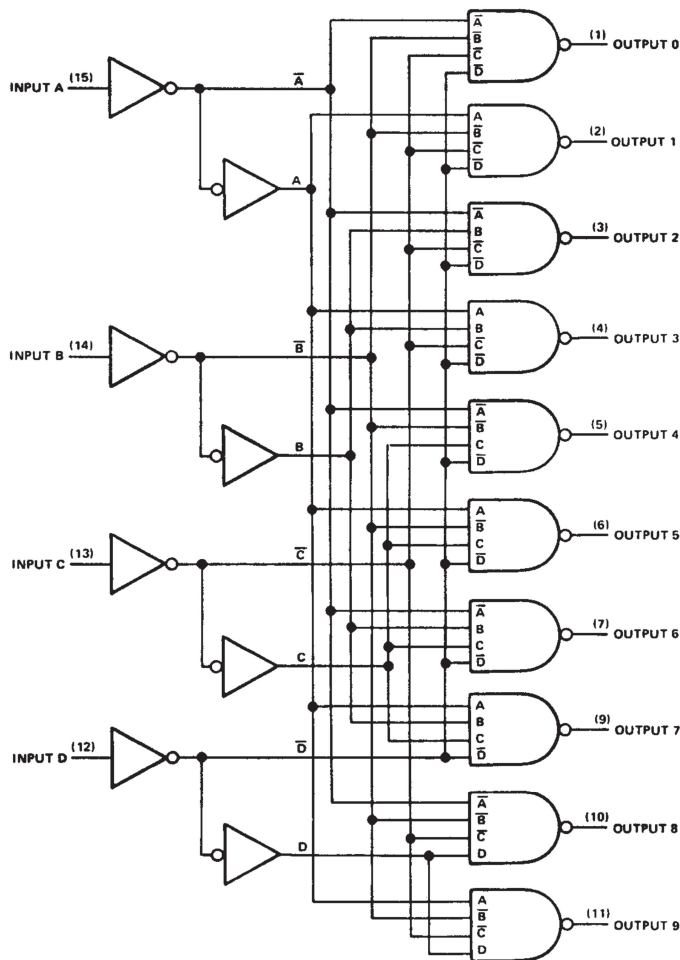 A̅
B̅ (1) OUTPUT 0
C̅
D̅
INPUT A (15) A̅
A
B̅ (2) OUTPUT 1
C̅
D̅
A
A̅
B (3) OUTPUT 2
C̅
D̅
A
B (4) OUTPUT 3
C̅
D̅
INPUT B (14) B̅
A̅
B̅ (5) OUTPUT 4
C
D̅
B
A
B̅ (6) OUTPUT 5
C
D̅
INPUT C (13) C̅
A̅
B (7) OUTPUT 6
C
D̅
C
A
B (9) OUTPUT 7
C
D̅
INPUT D (12) D̅
A̅
B̅ (10) OUTPUT 8
C̅
D
D
A
B̅ (11) OUTPUT 9
C̅
D